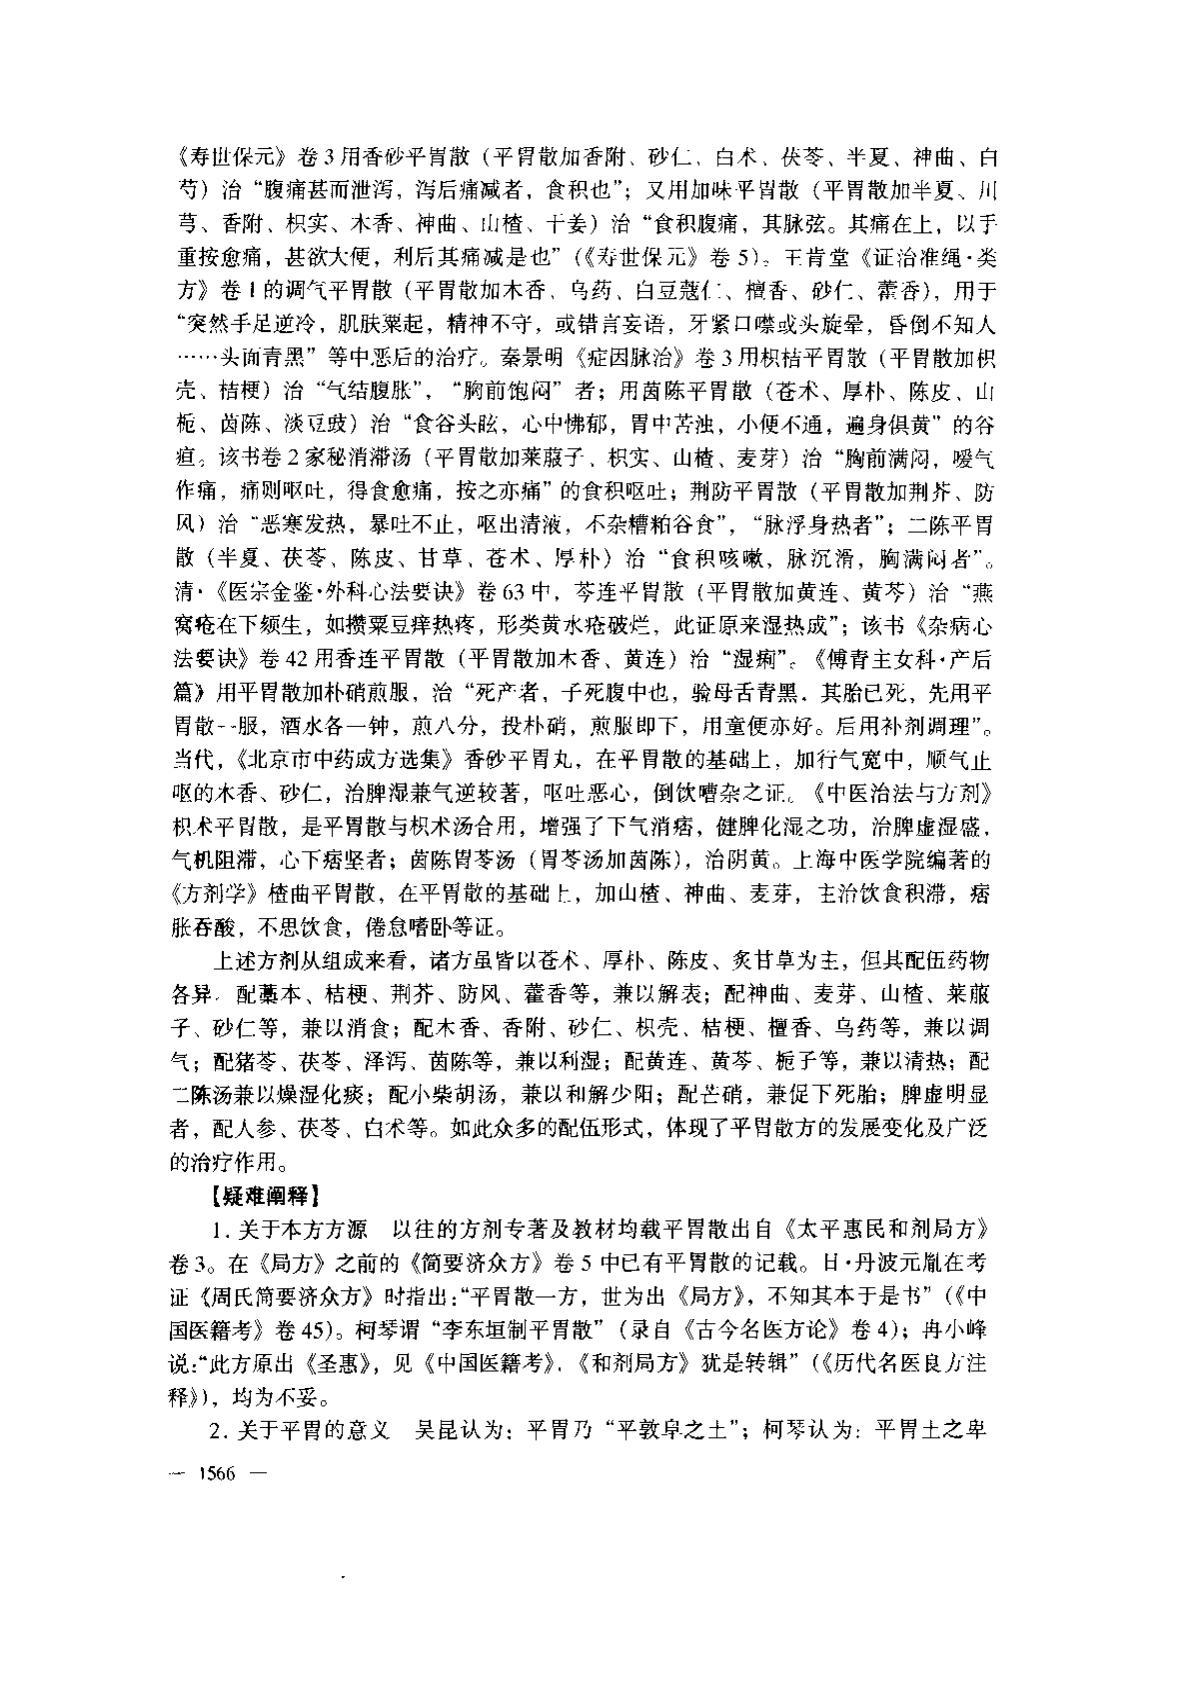 《寿世保元》卷3用香砂平胃散（平胃散加香附、砂仁、白术、茯苓、半夏、神曲、白
芍）治“腹痛甚而泄泻，泻后痛减者，食积也”；又用加味平胃散（平胃散加半夏、川
芎、香附、枳实、木香、神曲、山楂、干姜）治“食积腹痛，其脉弦。其痛在上，以手
重按愈痛，甚欲大便，利后其痛减是也”（《寿世保元》卷5）。王肯堂《证治准绳·类
方》卷1的调气平胃散（平胃散加木香、乌药、白豆蔻仁、檀香、砂仁、藿香），用于
“突然手足逆冷，肌肤粟起，精神不守，或错言妄语，牙紧口噤或头旋晕，昏倒不知人
……头面青黑”等中恶后的治疗。秦景明《症因脉治》卷3用枳桔平胃散（平胃散加枳
壳、桔梗）治“气结腹胀”，“胸前饱闷”者；用茵陈平胃散（苍术、厚朴、陈皮、山
栀、茵陈、淡豆豉）治“食谷头眩，心中怫郁，胃中苦浊，小便不通，遍身俱黄”的谷
疸。该书卷2家秘消滞汤（平胃散加莱菔子、枳实、山楂、麦芽）治“胸前满闷，嗳气
作痛，痛则呕吐，得食愈痛，按之亦痛”的食积呕吐；荆防平胃散（平胃散加荆芥、防
风）治“恶寒发热，暴吐不止，呕出清液，不杂糟粕谷食”，“脉浮身热者”；二陈平胃
散（半夏、茯苓、陈皮、甘草、苍术、厚朴）治“食积咳嗽，脉沉滑，胸满闷者”。
清·《医宗金鉴·外科心法要诀》卷63中，芩连平胃散（平胃散加黄连、黄芩）治“燕
窝疮在下颏生，如攒粟豆痒热疼，形类黄水疮破烂，此证原来湿热成”；该书《杂病心
法要诀》卷42用香连平胃散（平胃散加木香、黄连）治“湿痢”。《傅青主女科·产后
篇》用平胃散加朴硝煎服，治“死产者，子死腹中也，验母舌青黑，其胎已死，先用平
胃散一服，酒水各一钟，煎八分，投朴硝，煎服即下，用童便亦好。后用补剂调理”。
当代，《北京市中药成方选集》香砂平胃丸，在平胃散的基础上，加行气宽中，顺气止
呕的木香、砂仁，治脾湿兼气逆较著，呕吐恶心，倒饮嘈杂之证。《中医治法与方剂》
枳术平胃散，是平胃散与枳术汤合用，增强了下气消痞，健脾化湿之功，治脾虚湿盛，
气机阻滞，心下痞坚者；茵陈胃苓汤（胃苓汤加茵陈），治阴黄。上海中医学院编著的
《方剂学》楂曲平胃散，在平胃散的基础上，加山楂、神曲、麦芽，主治饮食积滞，痞
胀吞酸，不思饮食，倦怠嗜卧等证。
上述方剂从组成来看，诸方虽皆以苍术、厚朴、陈皮、炙甘草为主，但其配伍药物
各异，配藁本、桔梗、荆芥、防风、藿香等，兼以解表；配神曲、麦芽、山楂、莱菔
子、砂仁等，兼以消食；配木香、香附、砂仁、枳壳、桔梗、檀香、乌药等，兼以调
气；配猪苓、茯苓、泽泻、茵陈等，兼以利湿；配黄连、黄芩、栀子等，兼以清热；配
二陈汤兼以燥湿化痰；配小柴胡汤，兼以和解少阳；配芒硝，兼促下死胎；脾虚明显
者，配人参、茯苓、白术等。如此众多的配伍形式，体现了平胃散方的发展变化及广泛
的治疗作用。
【疑难阐释】
1. 关于本方方源　以往的方剂专著及教材均载平胃散出自《太平惠民和剂局方》
卷3。在《局方》之前的《简要济众方》卷5中已有平胃散的记载。日·丹波元胤在考
证《周氏简要济众方》时指出：“平胃散一方，世为出《局方》，不知其本于是书”（《中
国医籍考》卷45）。柯琴谓“李东垣制平胃散”（录自《古今名医方论》卷4）；冉小峰
说：“此方原出《圣惠》，见《中国医籍考》，《和剂局方》犹是转辑”（《历代名医良方注
释》），均为不妥。
2. 关于平胃的意义　吴昆认为：平胃乃“平敦阜之土”；柯琴认为：平胃土之卑
— 1566 —